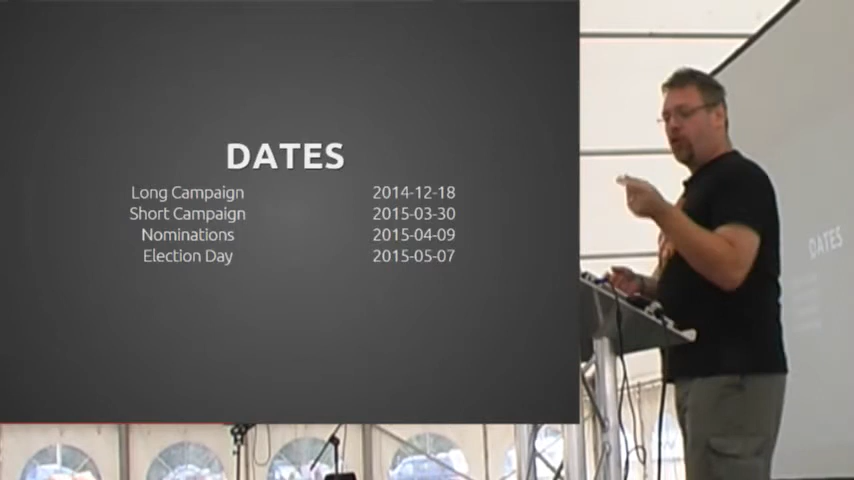 DATES
Long Campaign 2014-12-18
Short Campaign 2015-03-30
Nominations 2015-04-09
Election Day 2015-05-07
DATES